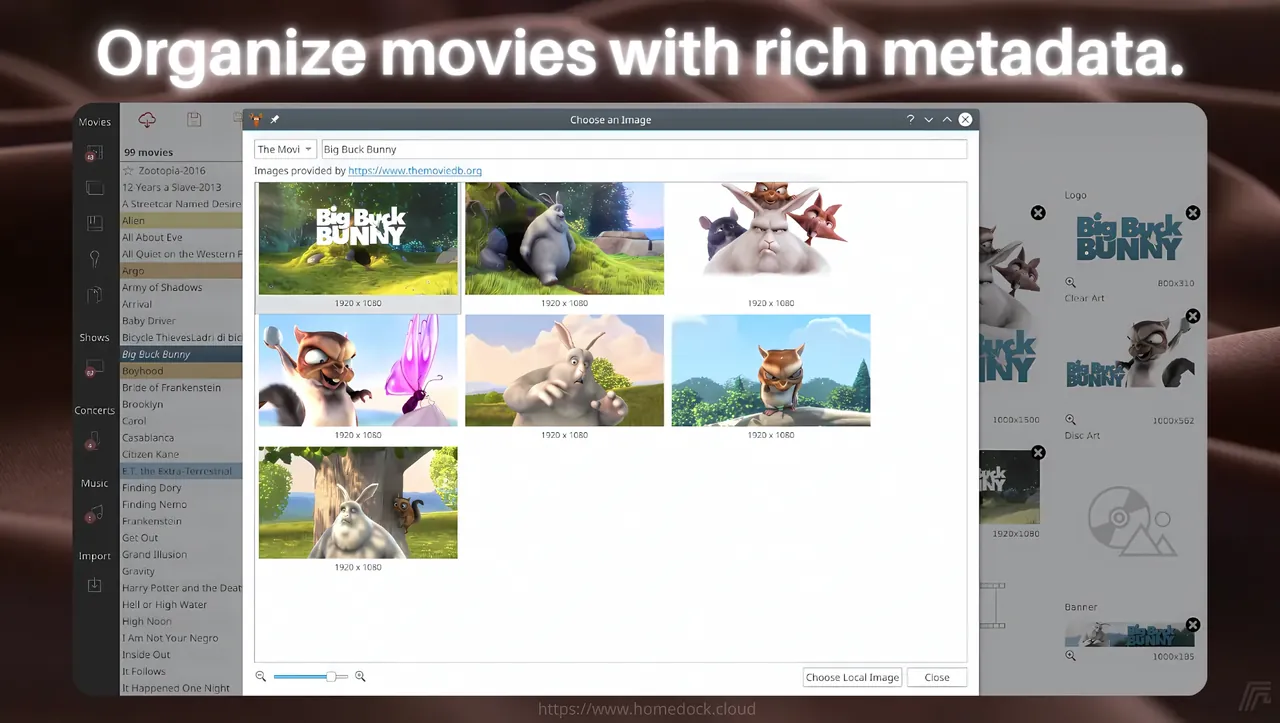 Organize movies with rich metadata.
Movies
Shows
Concerts
Music
Import
99 movies
Zootopia-2016
12 Years a Slave-2013
A Streetcar Named Desire
Alien
All About Eve
All Quiet on the Western F
Argo
Army of Shadows
Arrival
Baby Driver
Bicycle ThievesLadri di bic
Big Buck Bunny
Boyhood
Bride of Frankenstein
Brooklyn
Carol
Casablanca
Citizen Kane
E.T. the Extra-Terrestrial
Finding Dory
Finding Nemo
Frankenstein
Get Out
Grand Illusion
Gravity
Harry Potter and the Deat
Hell or High Water
High Noon
I Am Not Your Negro
Inside Out
It Follows
It Happened One Night
Choose an Image
The Movi
Big Buck Bunny
Images provided by https://www.themoviedb.org
Big Buck
BUNNY
1920 x 1080
1920 x 1080
1920 x 1080
1920 x 1080
1920 x 1080
1920 x 1080
1920 x 1080
Choose Local Image
Close
1000x1500
1920x1080
Logo
Big Buck
BUNNY
800x310
Clear Art
Big Buck
BUNNY
1000x562
Disc Art
Banner
Big Buck
BUNNY
1000x185
https://www.homedock.cloud